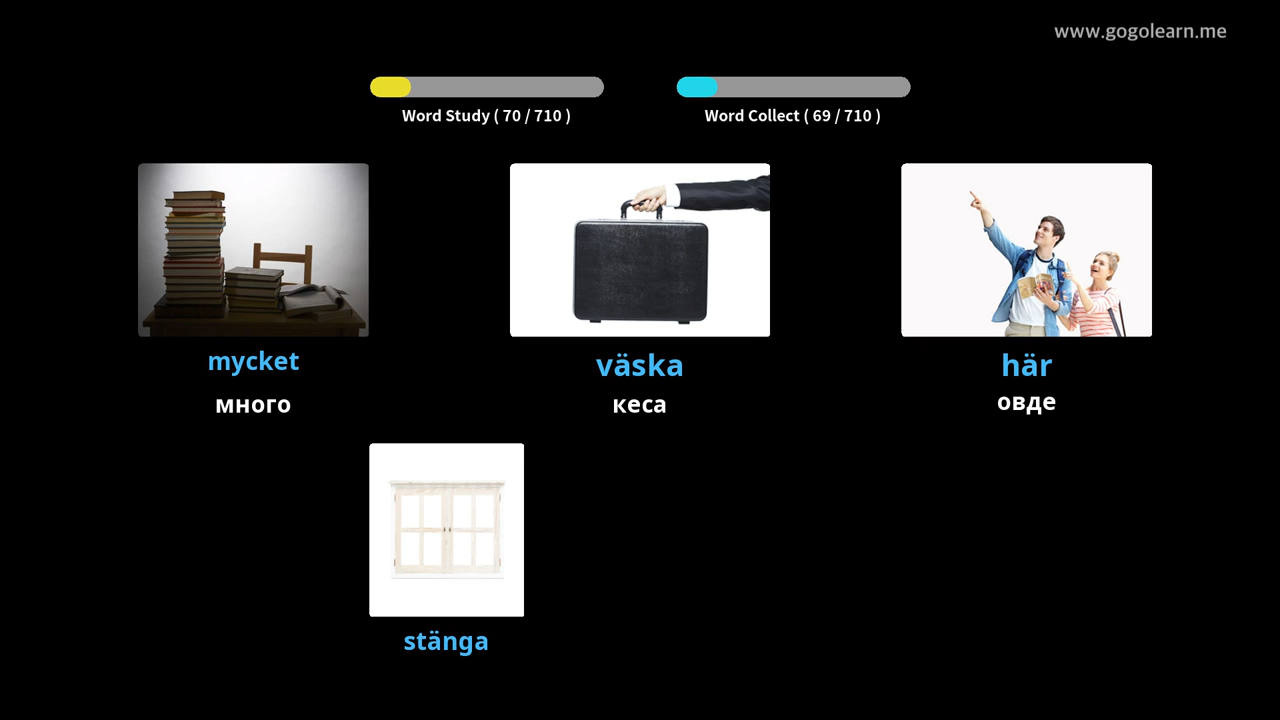 www.gogolearn.me
Word Study ( 70 / 710 )
Word Collect ( 69 / 710 )
mycket
väska
här
много
кеса
овде
stänga